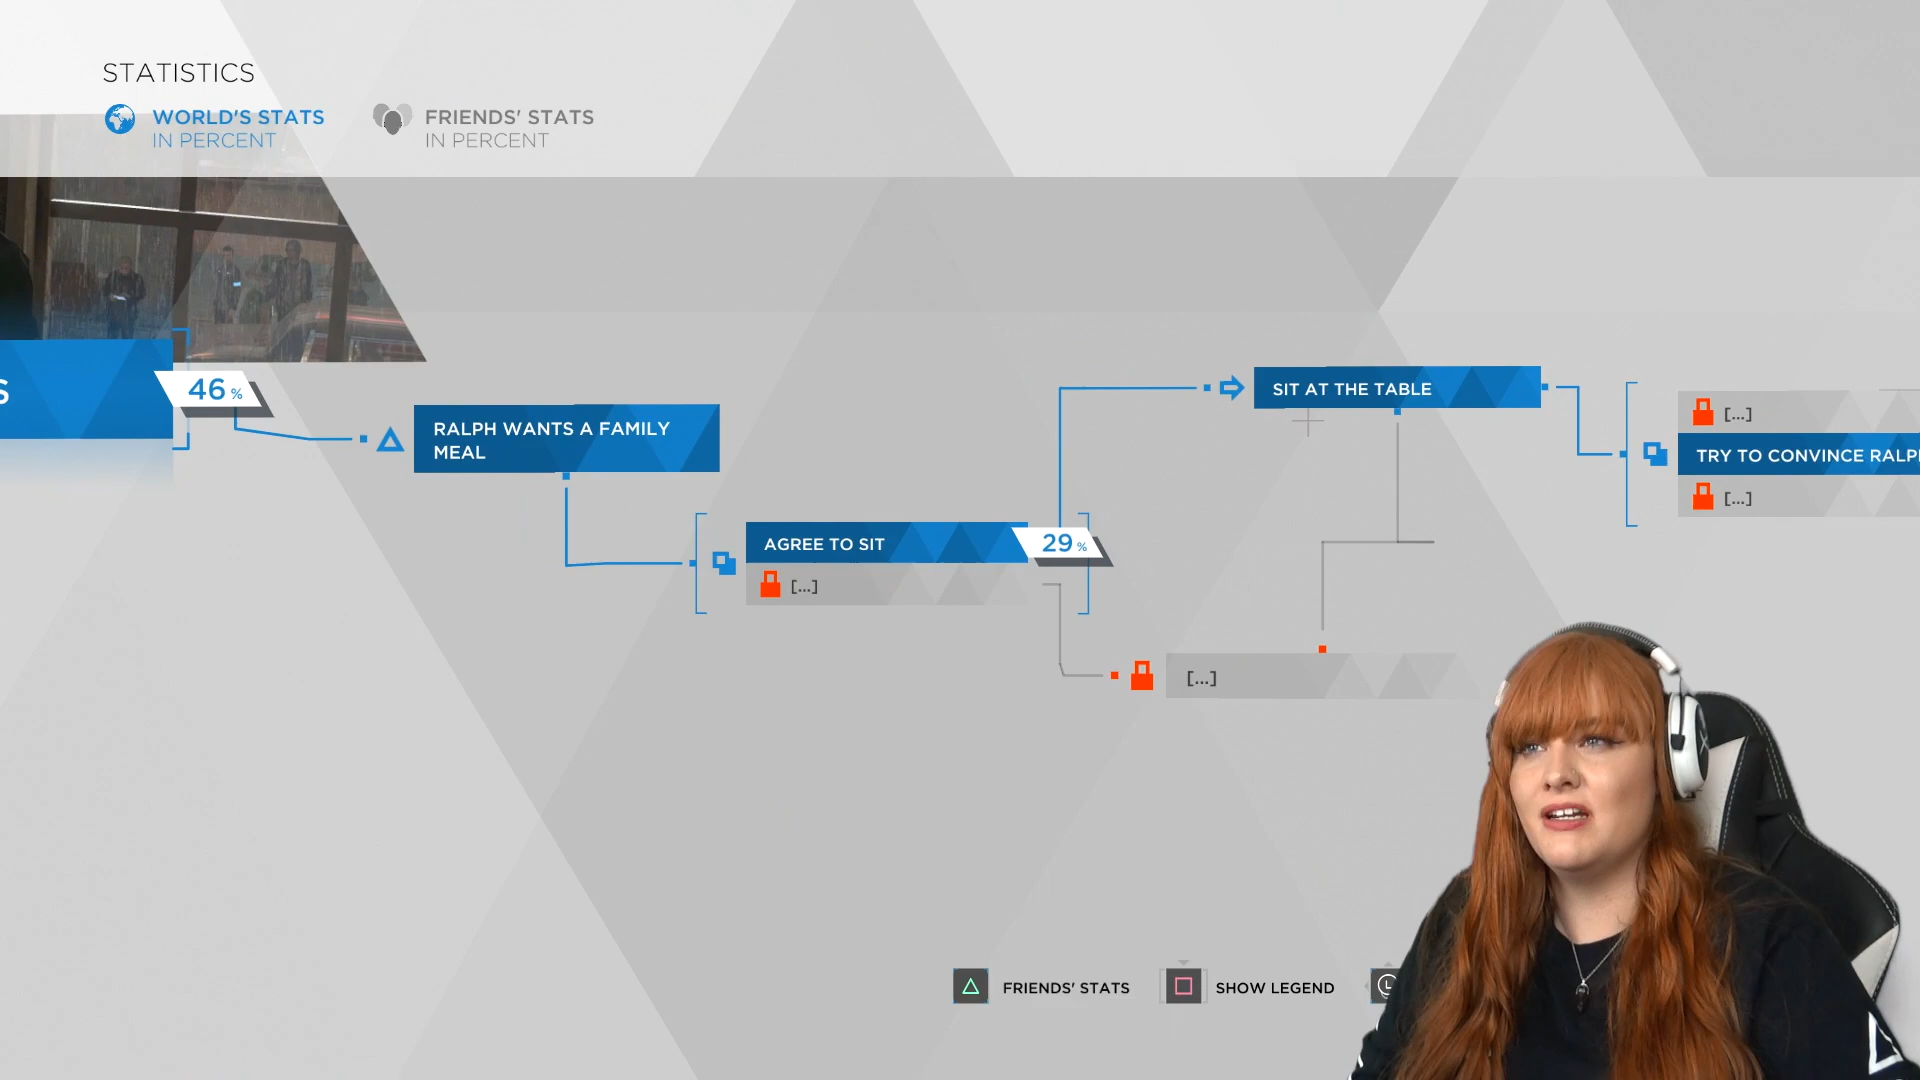 STATISTICS
WORLD'S STATS
IN PERCENT
FRIENDS' STATS
IN PERCENT
S
46 %
RALPH WANTS A FAMILY
MEAL
AGREE TO SIT
29 %
[...]
SIT AT THE TABLE
[...]
TRY TO CONVINCE RALPH
[...]
[...]
FRIENDS' STATS
SHOW LEGEND
L